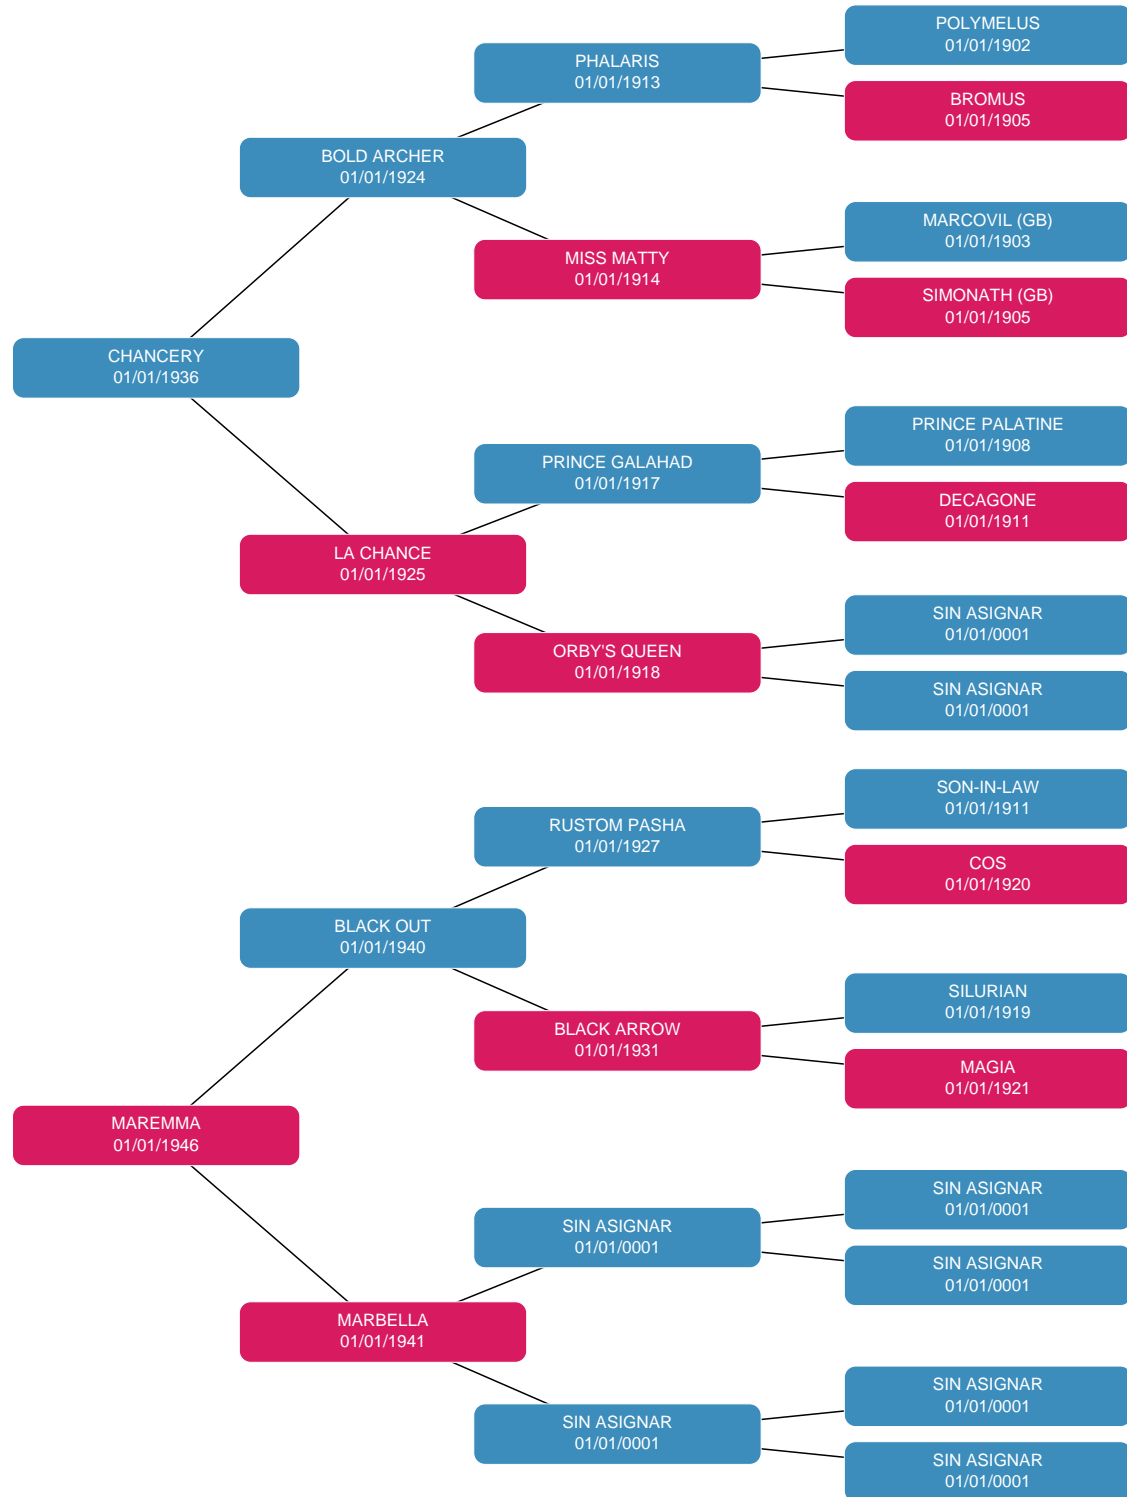 POLYMELUS
01/01/1902
PHALARIS
01/01/1913
BROMUS
01/01/1905
BOLD ARCHER
01/01/1924
MARCOVIL (GB)
01/01/1903
MISS MATTY
01/01/1914
SIMONATH (GB)
01/01/1905
CHANCERY
01/01/1936
PRINCE PALATINE
01/01/1908
PRINCE GALAHAD
01/01/1917
DECAGONE
01/01/1911
LA CHANCE
01/01/1925
SIN ASIGNAR
01/01/0001
ORBY'S QUEEN
01/01/1918
SIN ASIGNAR
01/01/0001
SON-IN-LAW
01/01/1911
RUSTOM PASHA
01/01/1927
COS
01/01/1920
BLACK OUT
01/01/1940
SILURIAN
01/01/1919
BLACK ARROW
01/01/1931
MAGIA
01/01/1921
MAREMMA
01/01/1946
SIN ASIGNAR
01/01/0001
SIN ASIGNAR
01/01/0001
SIN ASIGNAR
01/01/0001
MARBELLA
01/01/1941
SIN ASIGNAR
01/01/0001
SIN ASIGNAR
01/01/0001
SIN ASIGNAR
01/01/0001